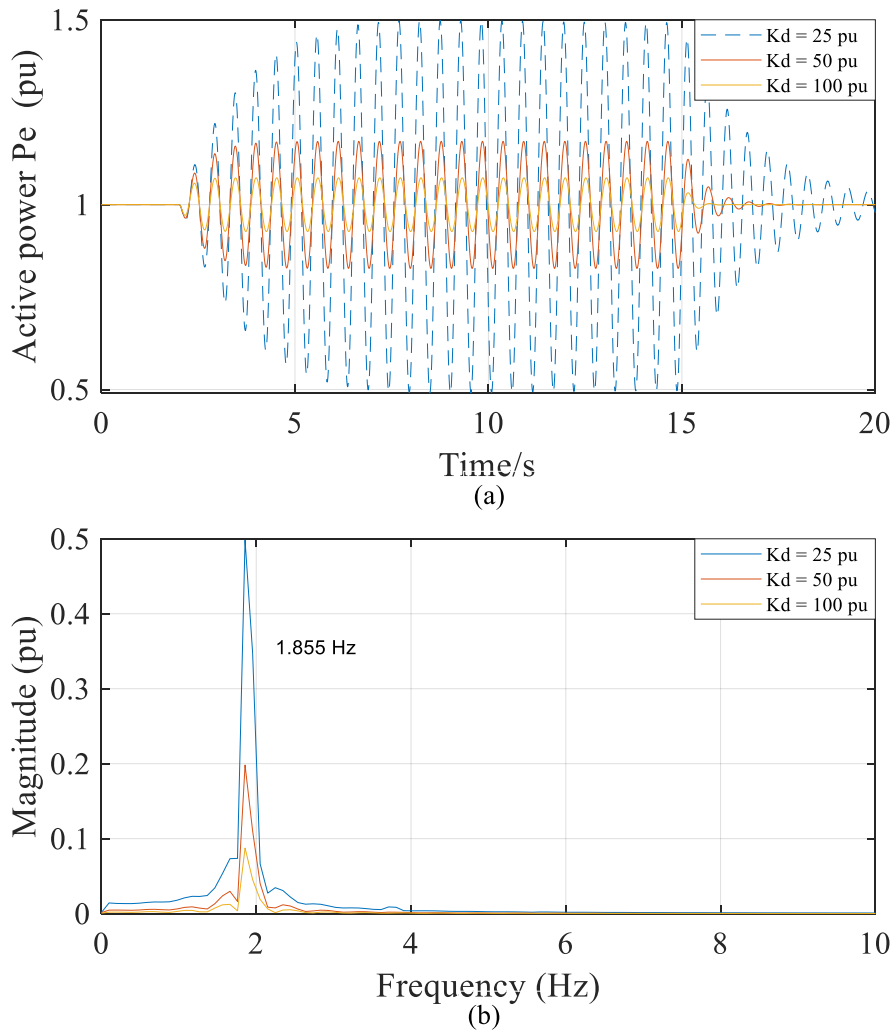 1.5
1
0.5
Active power Pe (pu)
Kd = 25 pu
Kd = 50 pu
Kd = 100 pu
0
5
10
15
20
Time/s
(a)
0.5
0.4
0.3
0.2
0.1
0
Magnitude (pu)
Kd = 25 pu
Kd = 50 pu
Kd = 100 pu
1.855 Hz
0
2
4
6
8
10
Frequency (Hz)
(b)